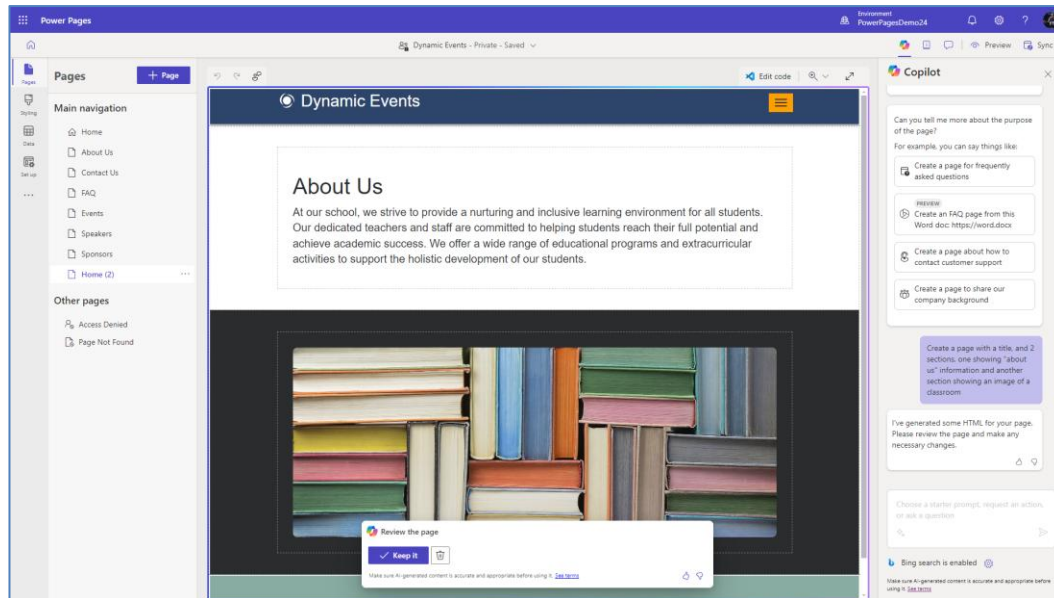 Power Pages
Environment
PowerPagesDemo24
Dynamic Events - Private - Saved
Preview
Sync
Pages
Styling
Data
Set up
Pages
+ Page
Main navigation
Home
About Us
Contact Us
FAQ
Events
Speakers
Sponsors
Home (2)
Other pages
Access Denied
Page Not Found
Edit code
Dynamic Events
About Us
At our school, we strive to provide a nurturing and inclusive learning environment for all students.
Our dedicated teachers and staff are committed to helping students reach their full potential and
achieve academic success. We offer a wide range of educational programs and extracurricular
activities to support the holistic development of our students.
Review the page
Keep it
Make sure AI-generated content is accurate and appropriate before using it. See terms
Copilot
Can you tell me more about the purpose
of the page?
For example, you can say things like:
Create a page for frequently
asked questions
PREVIEW
Create an FAQ page from this
Word doc: https://word.docx
Create a page about how to
contact customer support
Create a page to share our
company background
Create a page with a title, and 2
sections, one showing "about
us" information and another
section showing an image of a
classroom
I've generated some HTML for your page.
Please review the page and make any
necessary changes.
Choose a starter prompt, request an action,
or ask a question
Bing search is enabled
Make sure AI-generated content is accurate and appropriate before
using it. See terms